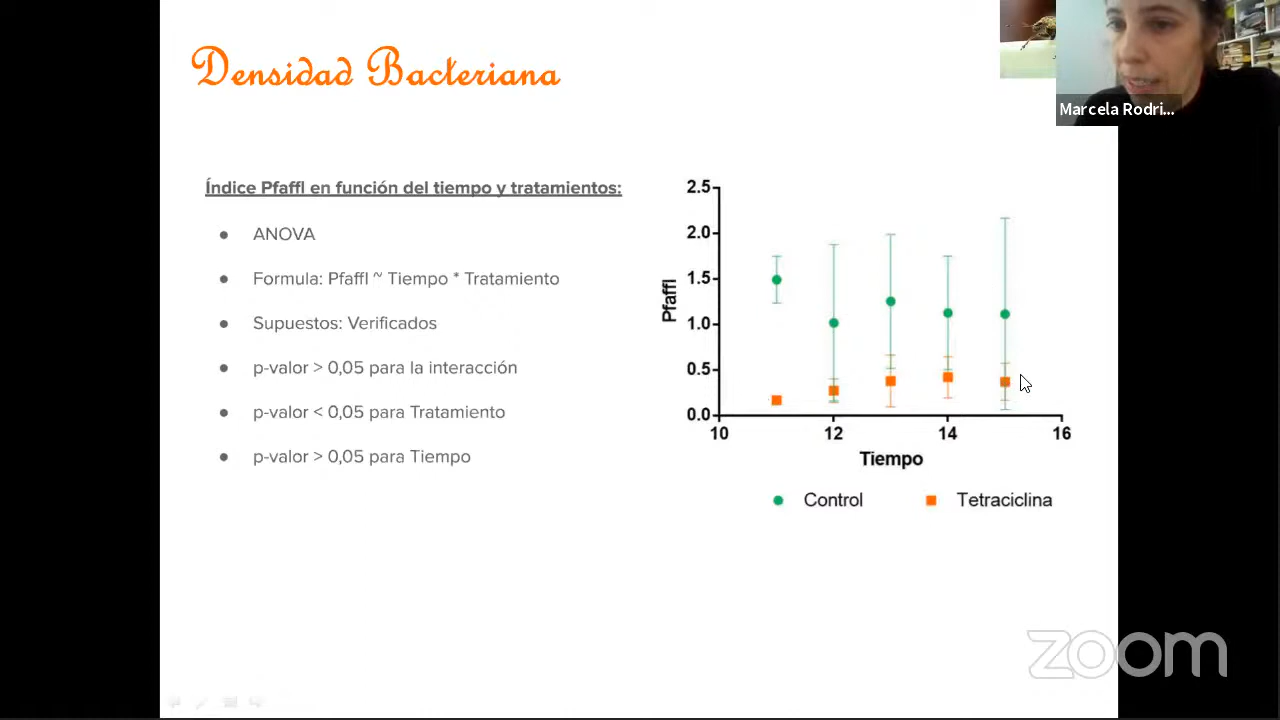 Densidad Bacteriana
Marcela Rodri...
Índice Pfaffl en función del tiempo y tratamientos:
● ANOVA
● Formula: Pfaffl ~ Tiempo * Tratamiento
● Supuestos: Verificados
● p-valor > 0,05 para la interacción
● p-valor < 0,05 para Tratamiento
● p-valor > 0,05 para Tiempo
Pfaffl
2.5
2.0
1.5
1.0
0.5
0.0
10 12 14 16
Tiempo
Control Tetraciclina
zoom